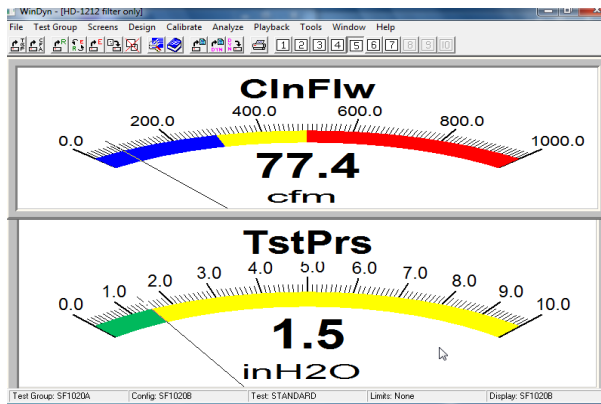 WinDyn - [HD-1212 filter only]
File Test Group Screens Design Calibrate Analyze Playback Tools Window Help
1 2 3 4 5 6 7 8 9 10
ClnFlw
0.0 200.0 400.0 600.0 800.0 1000.0
77.4
cfm
TstPrs
0.0 1.0 2.0 3.0 4.0 5.0 6.0 7.0 8.0 9.0 10.0
1.5
inH2O
Test Group: SF1020A Config: SF1020B Test: STANDARD Limits: None Display: SF1020B